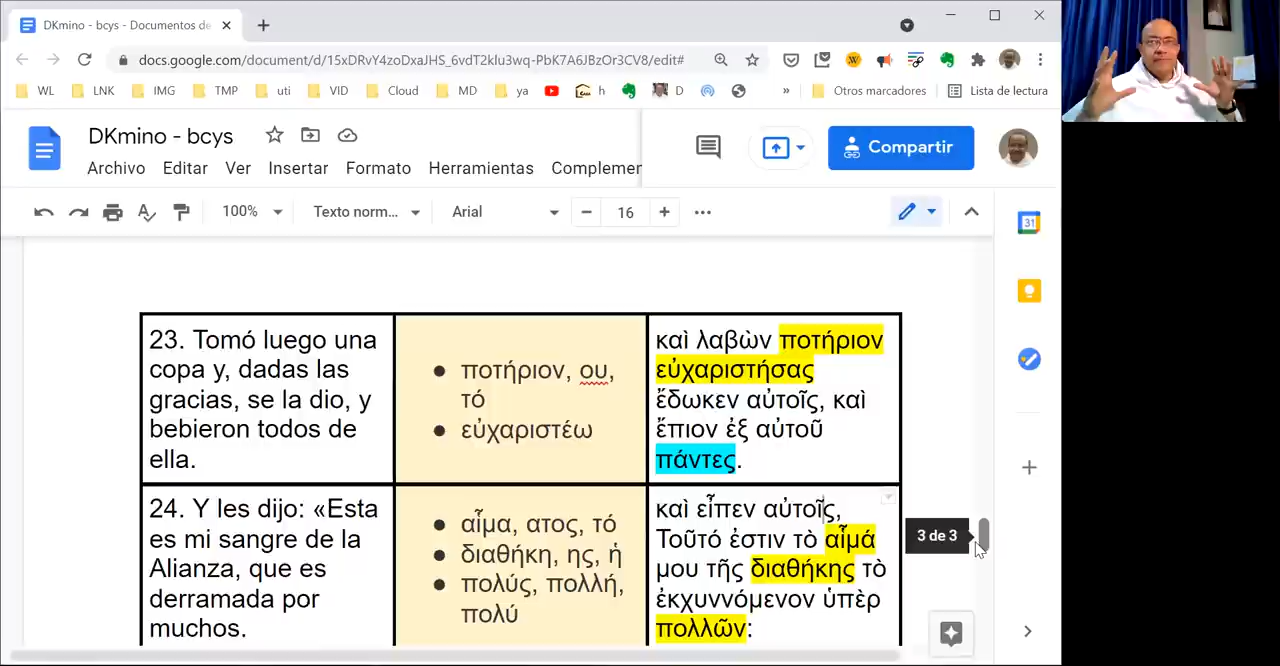 DKmino - bcys - Documentos de
docs.google.com/document/d/15xDRvY4zoDxaJHS_6vdT2klu3wq-PbK7A6JBzOr3CV8/edit#
WL LNK IMG TMP uti VID Cloud MD ya h D » Otros marcadores Lista de lectura
DKmino - bcys
Compartir
Archivo Editar Ver Insertar Formato Herramientas Complemen
100% Texto norm... Arial 16
31
23. Tomó luego una
copa y, dadas las
gracias, se la dio, y
bebieron todos de
ella.
ποτήριον, ου,
τό
εὐχαριστέω
καὶ λαβὼν ποτήριον
εὐχαριστήσας
ἔδωκεν αὐτοῖς, καὶ
ἔπιον ἐξ αὐτοῦ
πάντες.
24. Y les dijo: «Esta
es mi sangre de la
Alianza, que es
derramada por
muchos.
αἷμα, ατος, τό
διαθήκη, ης, ἡ
πολύς, πολλή,
πολύ
καὶ εἶπεν αὐτοῖς,
Τοῦτό ἐστιν τὸ αἷμά
μου τῆς διαθήκης τὸ
ἐκχυννόμενον ὑπὲρ
πολλῶν:
3 de 3